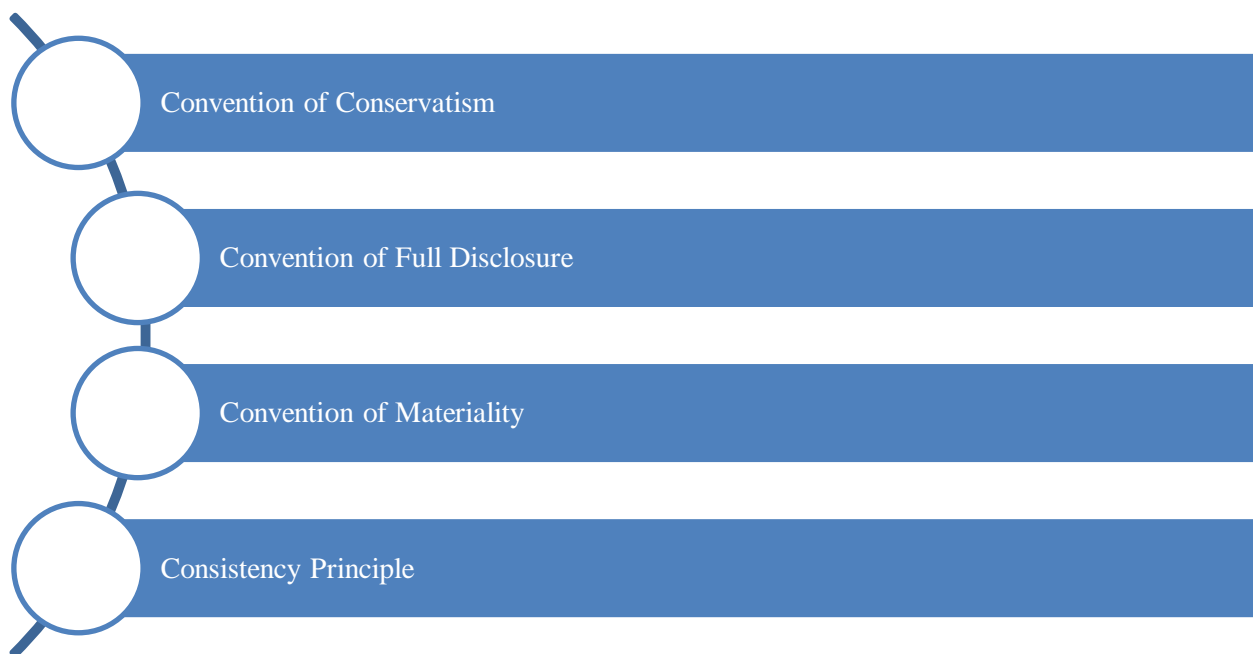 Convention of Conservatism
Convention of Full Disclosure
Convention of Materiality
Consistency Principle